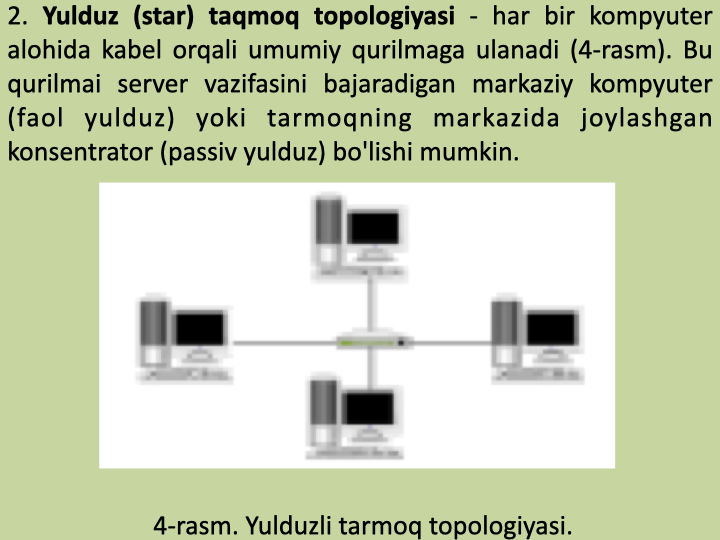 2. Yulduz (star) taqmoq topologiyasi - har bir kompyuter
alohida kabel orqali umumiy qurilmaga ulanadi (4-rasm). Bu
qurilmai server vazifasini bajaradigan markaziy kompyuter
(faol yulduz) yoki tarmoqning markazida joylashgan
konsentrator (passiv yulduz) bo'lishi mumkin.
4-rasm. Yulduzli tarmoq topologiyasi.